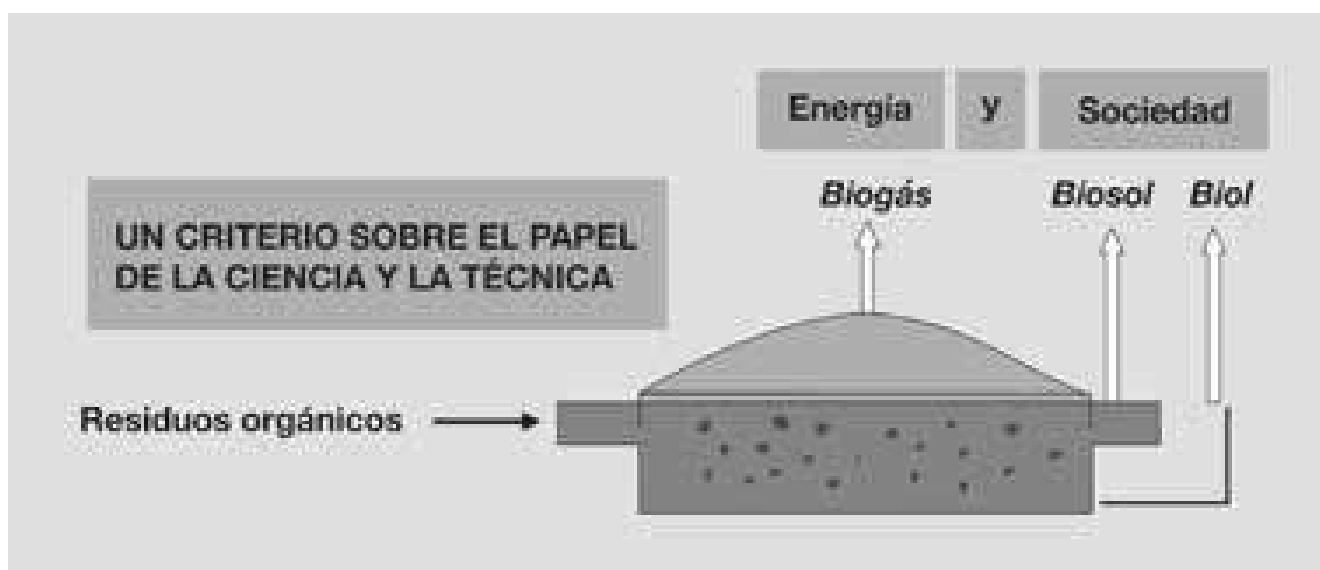 Energía y Sociedad
Biogás Biosol Biol
UN CRITERIO SOBRE EL PAPEL
DE LA CIENCIA Y LA TÉCNICA
Residuos orgánicos